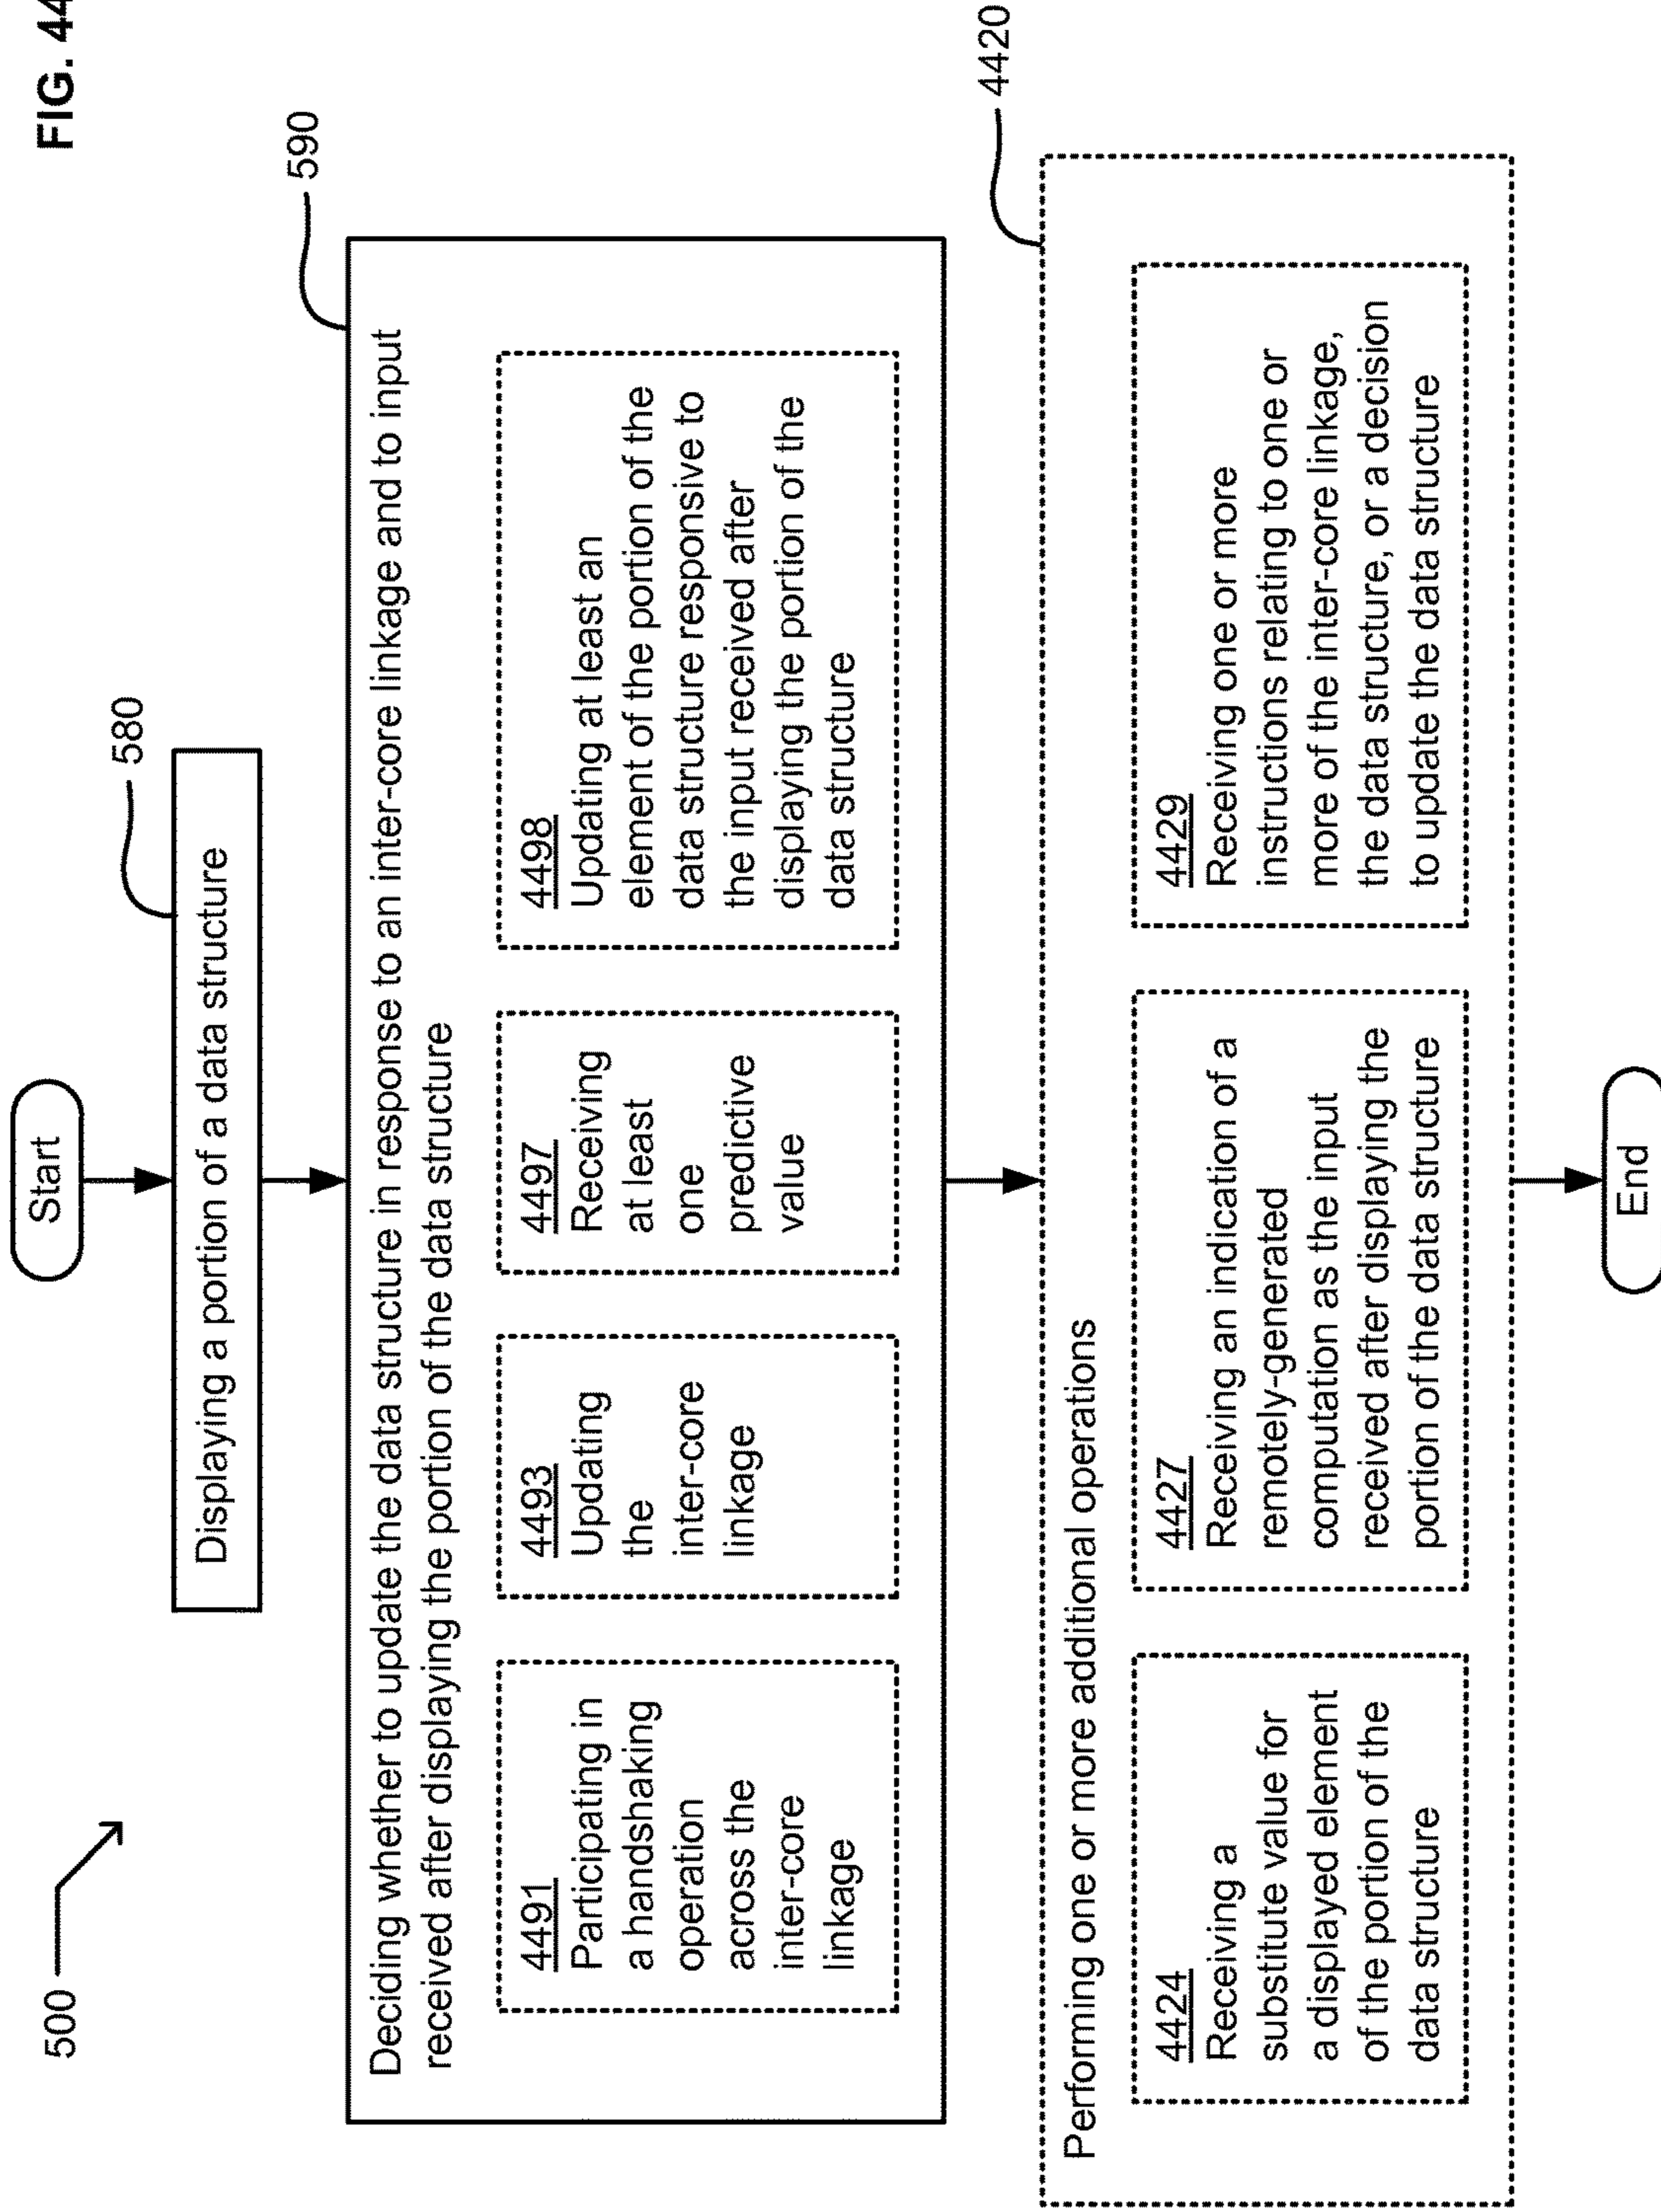 FIG. 44
500
Start
580
Displaying a portion of a data structure
590
Deciding whether to update the data structure in response to an inter-core linkage and to input
received after displaying the portion of the data structure
4491
Participating in
a handshaking
operation
across the
inter-core
linkage
4493
Updating
the
inter-core
linkage
4497
Receiving
at least
one
predictive
value
4498
Updating at least an
element of the portion of the
data structure responsive to
the input received after
displaying the portion of the
data structure
4420
Performing one or more additional operations
4424
Receiving a
substitute value for
a displayed element
of the portion of the
data structure
4427
Receiving an indication of a
remotely-generated
computation as the input
received after displaying the
portion of the data structure
4429
Receiving one or more
instructions relating to one or
more of the inter-core linkage,
the data structure, or a decision
to update the data structure
End